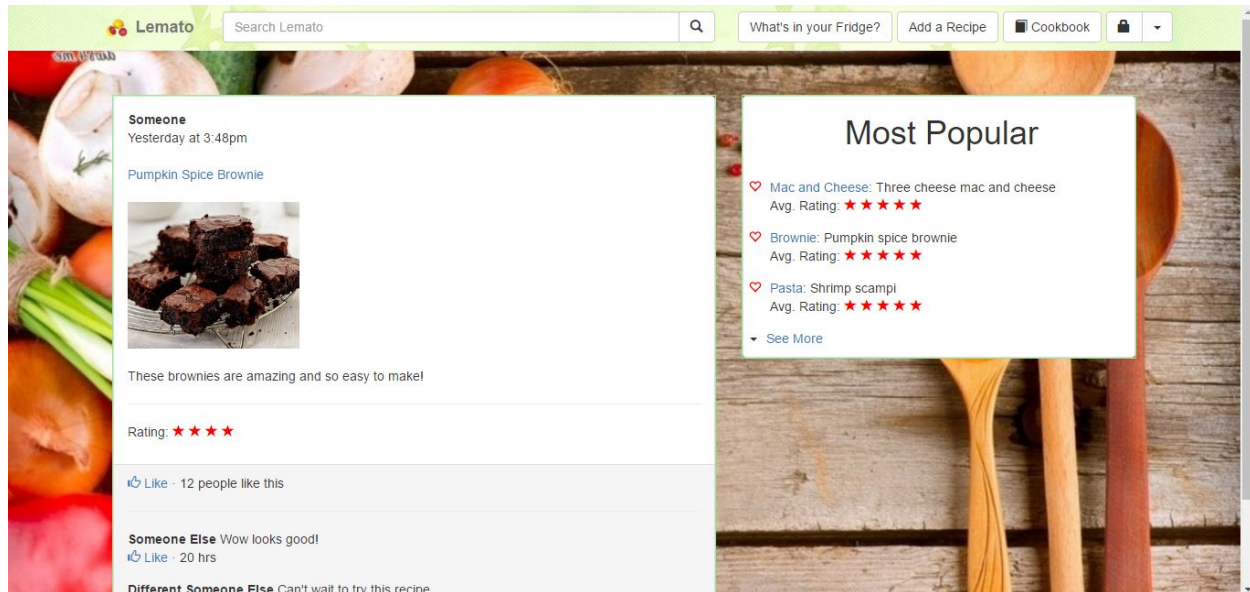 Lemato
Search Lemato
What's in your Fridge?
Add a Recipe
Cookbook
Someone
Yesterday at 3:48pm
Pumpkin Spice Brownie
These brownies are amazing and so easy to make!
Rating: ★ ★ ★ ★
Like · 12 people like this
Someone Else Wow looks good!
Like · 20 hrs
Different Someone Else Can't wait to try this recipe
Most Popular
Mac and Cheese: Three cheese mac and cheese
Avg. Rating: ★ ★ ★ ★ ★
Brownie: Pumpkin spice brownie
Avg. Rating: ★ ★ ★ ★ ★
Pasta: Shrimp scampi
Avg. Rating: ★ ★ ★ ★ ★
See More